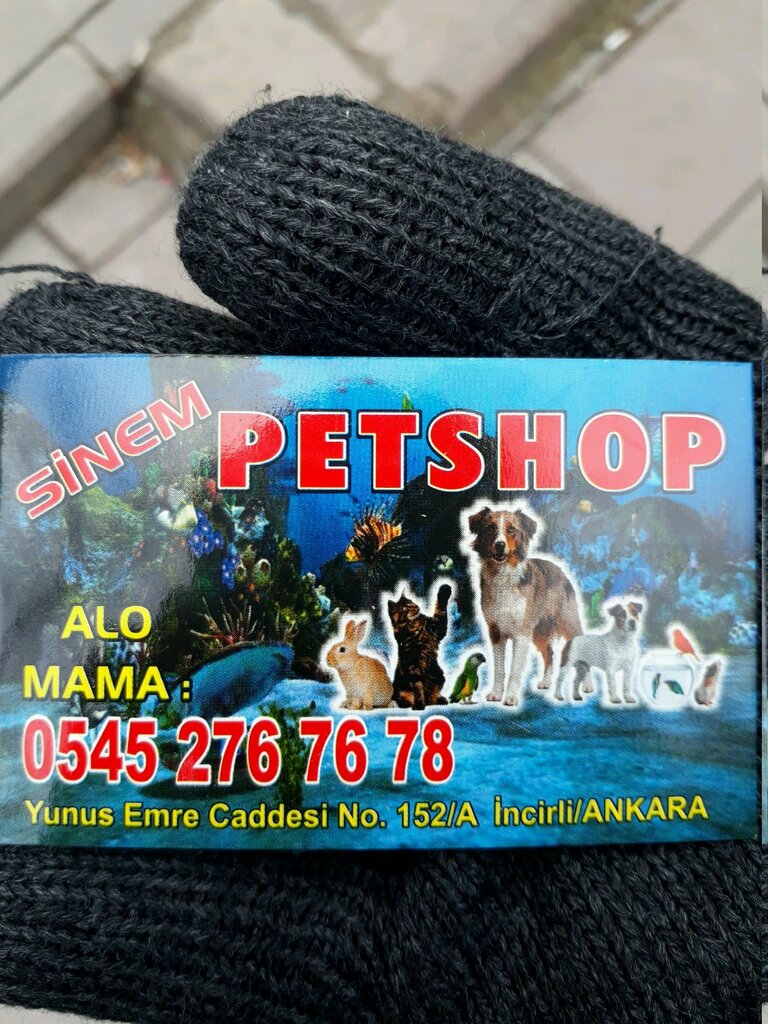 SİNEM
PETSHOP
ALO
MAMA :
0545 276 76 78
Yunus Emre Caddesi No. 152/A İncirli/ANKARA